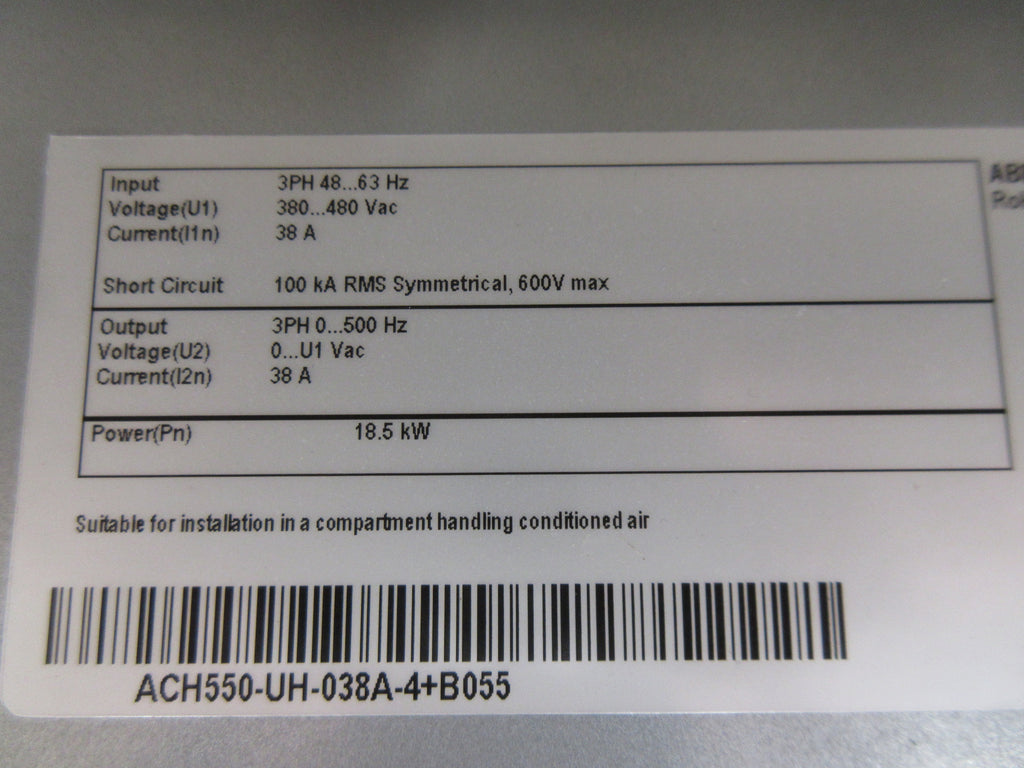 Input 3PH 48...63 Hz
Voltage(U1) 380...480 Vac
Current(I1n) 38 A
Short Circuit 100 kA RMS Symmetrical, 600V max
Output 3PH 0...500 Hz
Voltage(U2) 0...U1 Vac
Current(I2n) 38 A
Power(Pn) 18.5 kW
Suitable for installation in a compartment handling conditioned air
ACH550-UH-038A-4+B055